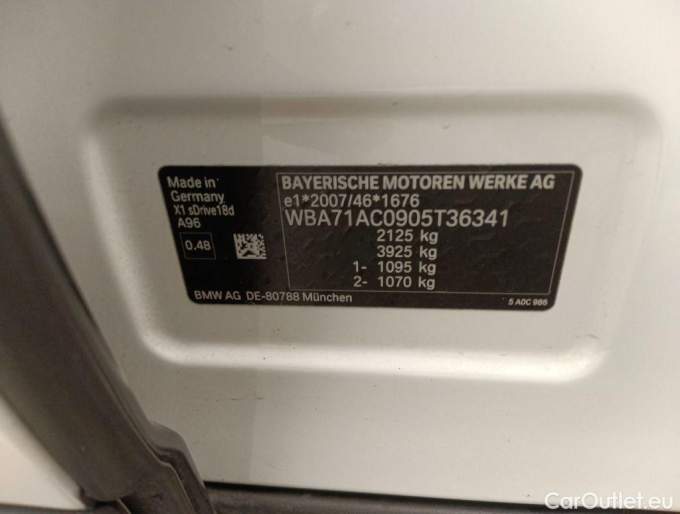 Made in
Germany
X1 sDrive18d
A96
0.48
BAYERISCHE MOTOREN WERKE AG
e1*2007/46*1676
WBA71AC0905T36341
2125 kg
3925 kg
1- 1095 kg
2- 1070 kg
BMW AG DE-80788 München
5 A0C 986
CarOutlet.eu